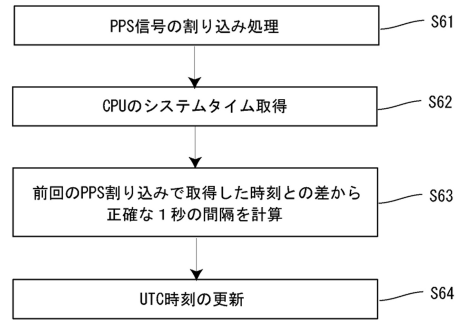 PPS信号の割り込み処理
S61
CPUのシステムタイム取得
S62
前回のPPS割り込みで取得した時刻との差から
正確な１秒の間隔を計算
S63
UTC時刻の更新
S64